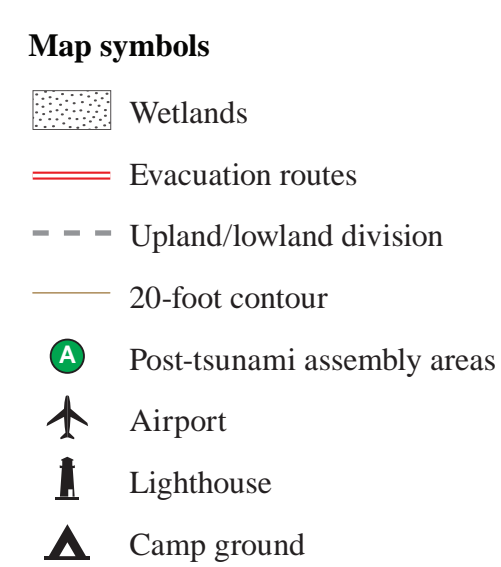 Map symbols
Wetlands
Evacuation routes
Upland/lowland division
20-foot contour
A Post-tsunami assembly areas
Airport
Lighthouse
Camp ground